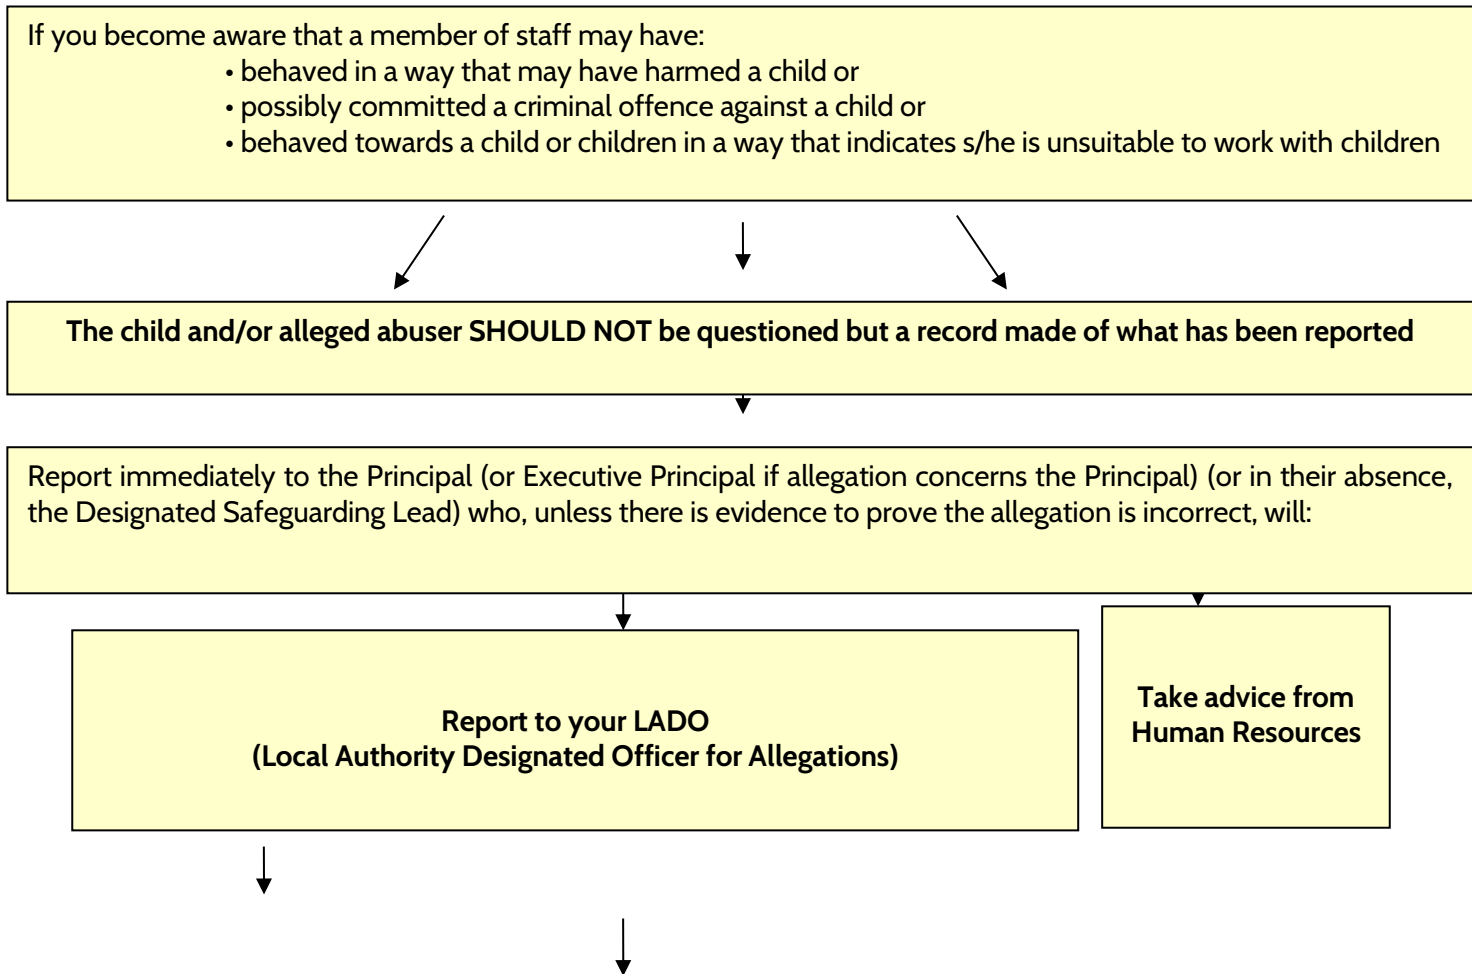 If you become aware that a member of staff may have:
• behaved in a way that may have harmed a child or
• possibly committed a criminal offence against a child or
• behaved towards a child or children in a way that indicates s/he is unsuitable to work with children
The child and/or alleged abuser SHOULD NOT be questioned but a record made of what has been reported
Report immediately to the Principal (or Executive Principal if allegation concerns the Principal) (or in their absence,
the Designated Safeguarding Lead) who, unless there is evidence to prove the allegation is incorrect, will:
Report to your LADO
(Local Authority Designated Officer for Allegations)
Take advice from
Human Resources